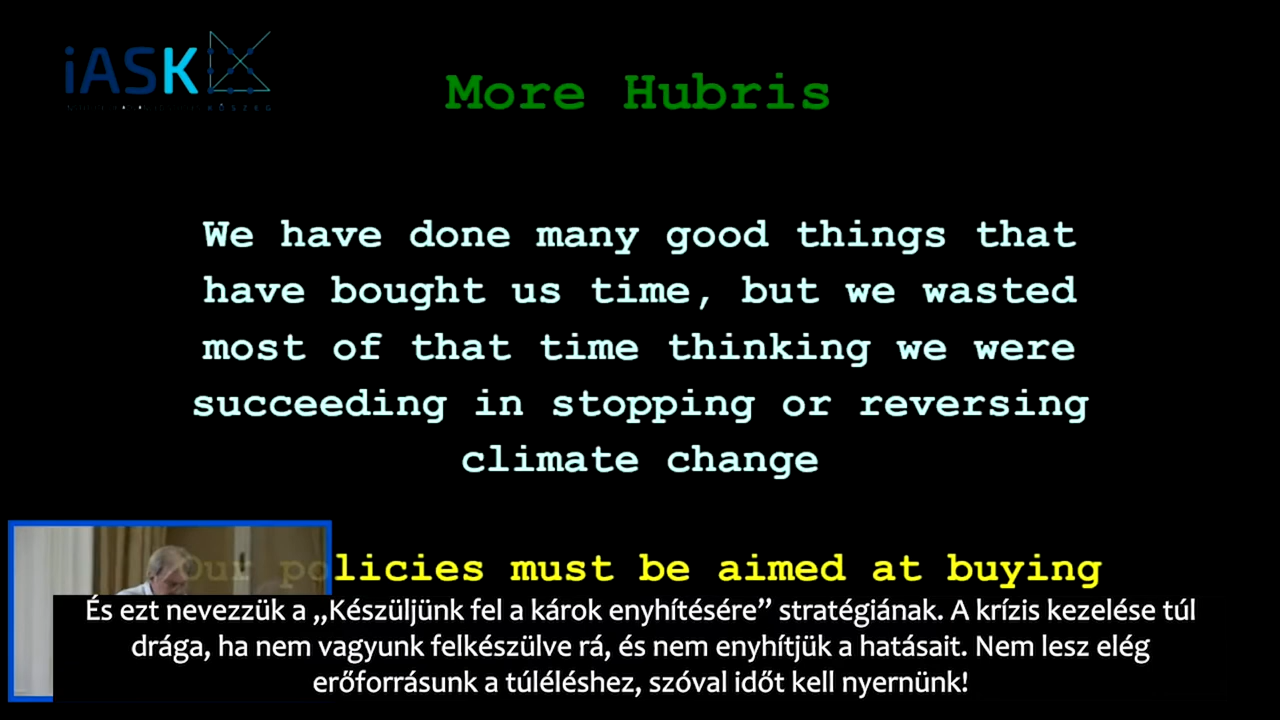 iASK
KŐSZEG
More Hubris
We have done many good things that
have bought us time, but we wasted
most of that time thinking we were
succeeding in stopping or reversing
climate change
Our policies must be aimed at buying
És ezt nevezzük a „Készüljünk fel a károk enyhítésére” stratégiának. A krízis kezelése túl
drága, ha nem vagyunk felkészülve rá, és nem enyhítjük a hatásait. Nem lesz elég
erőforrásunk a túléléshez, szóval időt kell nyernünk!